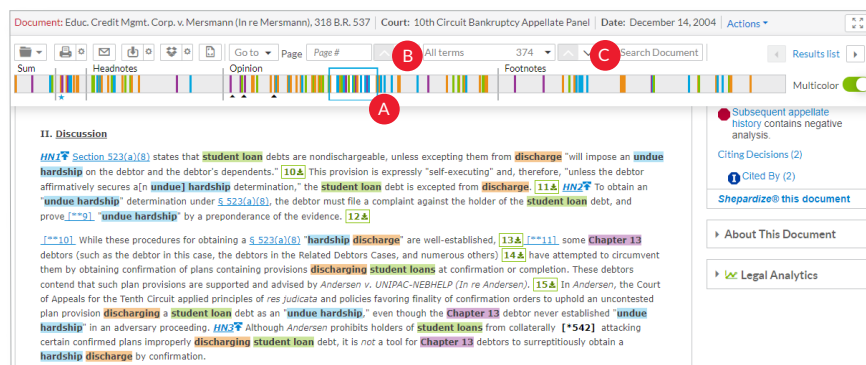 Document: Educ. Credit Mgmt. Corp. v. Mersmann (In re Mersmann), 318 B.R. 537 | Court: 10th Circuit Bankruptcy Appellate Panel | Date: December 14, 2004 | Actions
Go to Page Page # B All terms 374 C Search Document Results list
Sum Headnotes Opinion Footnotes
Multicolor
A
II. Discussion
HN1 Section 523(a)(8) states that student loan debts are nondischargeable, unless excepting them from discharge "will impose an undue
hardship on the debtor and the debtor's dependents." 10 This provision is expressly "self-executing" and, therefore, "unless the debtor
affirmatively secures a[n undue] hardship determination," the student loan debt is excepted from discharge. 11 HN2 To obtain an
"undue hardship" determination under § 523(a)(8), the debtor must file a complaint against the holder of the student loan debt, and
prove [**9] "undue hardship" by a preponderance of the evidence. 12
[**10] While these procedures for obtaining a § 523(a)(8) "hardship discharge" are well-established, 13 [**11] some Chapter 13
debtors (such as the debtor in this case, the debtors in the Related Debtors Cases, and numerous others) 14 have attempted to circumvent
them by obtaining confirmation of plans containing provisions discharging student loans at confirmation or completion. These debtors
contend that such plan provisions are supported and advised by Andersen v. UNIPAC-NEBHELP (In re Andersen). 15 In Andersen, the Court
of Appeals for the Tenth Circuit applied principles of res judicata and policies favoring finality of confirmation orders to uphold an uncontested
plan provision discharging a student loan debt as an "undue hardship," even though the Chapter 13 debtor never established "undue
hardship" in an adversary proceeding. HN3 Although Andersen prohibits holders of student loans from collaterally [*542] attacking
certain confirmed plans improperly discharging student loan debt, it is not a tool for Chapter 13 debtors to surreptitiously obtain a
hardship discharge by confirmation.
Subsequent appellate
history contains negative
analysis.
Citing Decisions (2)
Cited By (2)
Shepardize® this document
About This Document
Legal Analytics